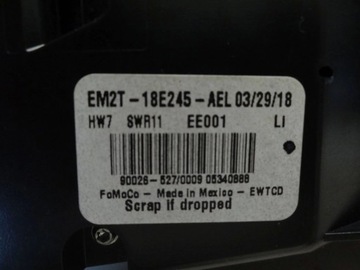 EM2T-18E245-AEL 03/29/18
HW7 SWR11 EE001 LI
90026-527/0009 05340888
FoMoCo - Made in Mexico - EWTCD
Scrap if dropped